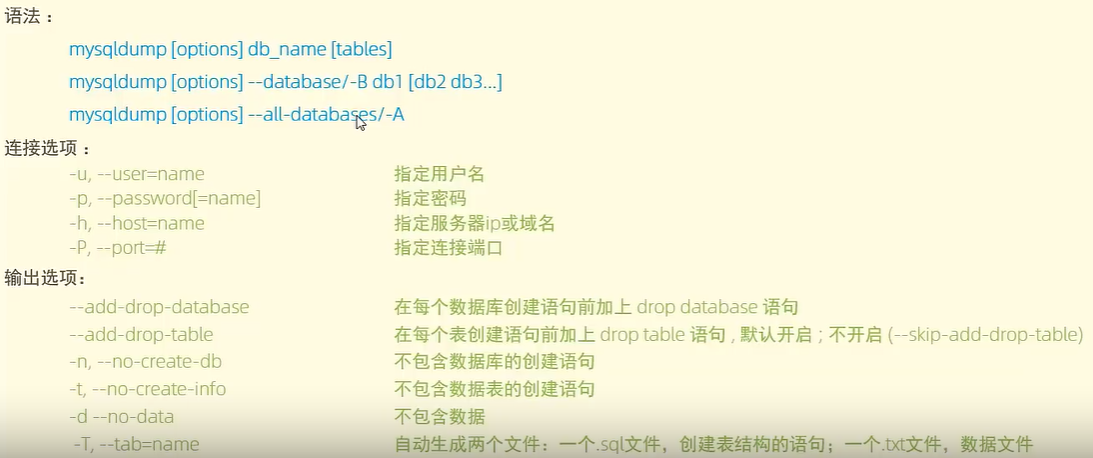 语法 :
mysqldump [options] db_name [tables]
mysqldump [options] --database/-B db1 [db2 db3...]
mysqldump [options] --all-databases/-A
连接选项 :
-u, --user=name 指定用户名
-p, --password[=name] 指定密码
-h, --host=name 指定服务器ip或域名
-P, --port=# 指定连接端口
输出选项:
--add-drop-database 在每个数据库创建语句前加上 drop database 语句
--add-drop-table 在每个表创建语句前加上 drop table 语句 , 默认开启 ; 不开启 (--skip-add-drop-table)
-n, --no-create-db 不包含数据库的创建语句
-t, --no-create-info 不包含数据表的创建语句
-d --no-data 不包含数据
-T, --tab=name 自动生成两个文件：一个.sql文件，创建表结构的语句；一个.txt文件，数据文件